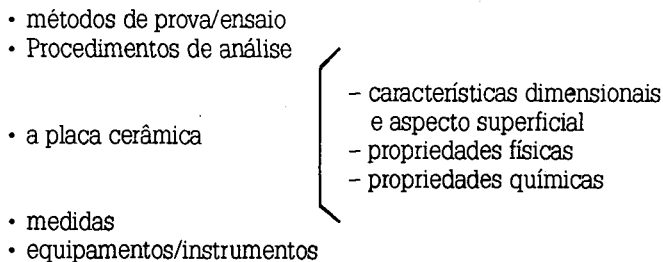 • métodos de prova/ensaio
• Procedimentos de análise
• a placa cerâmica
– características dimensionais
e aspecto superficial
– propriedades físicas
– propriedades químicas
• medidas
• equipamentos/instrumentos